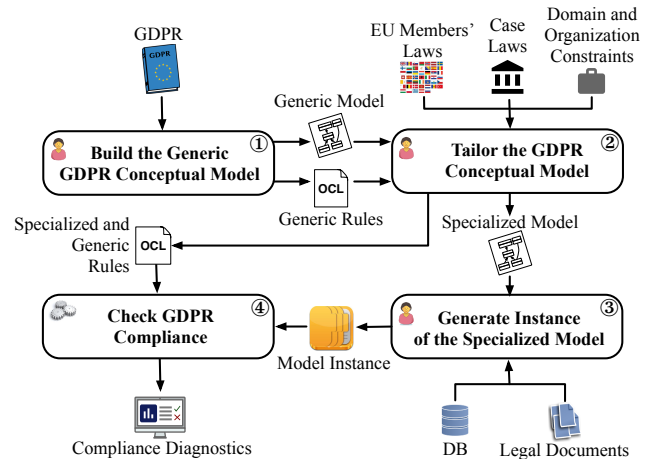 GDPR
GDPR
EU Members'
Laws
Case
Laws
Domain and
Organization
Constraints
Generic Model
①
Build the Generic
GDPR Conceptual Model
OCL
Generic Rules
②
Tailor the GDPR
Conceptual Model
Specialized and
Generic
Rules
OCL
Specialized Model
④
Check GDPR
Compliance
Model Instance
③
Generate Instance
of the Specialized Model
Compliance Diagnostics
DB
Legal Documents